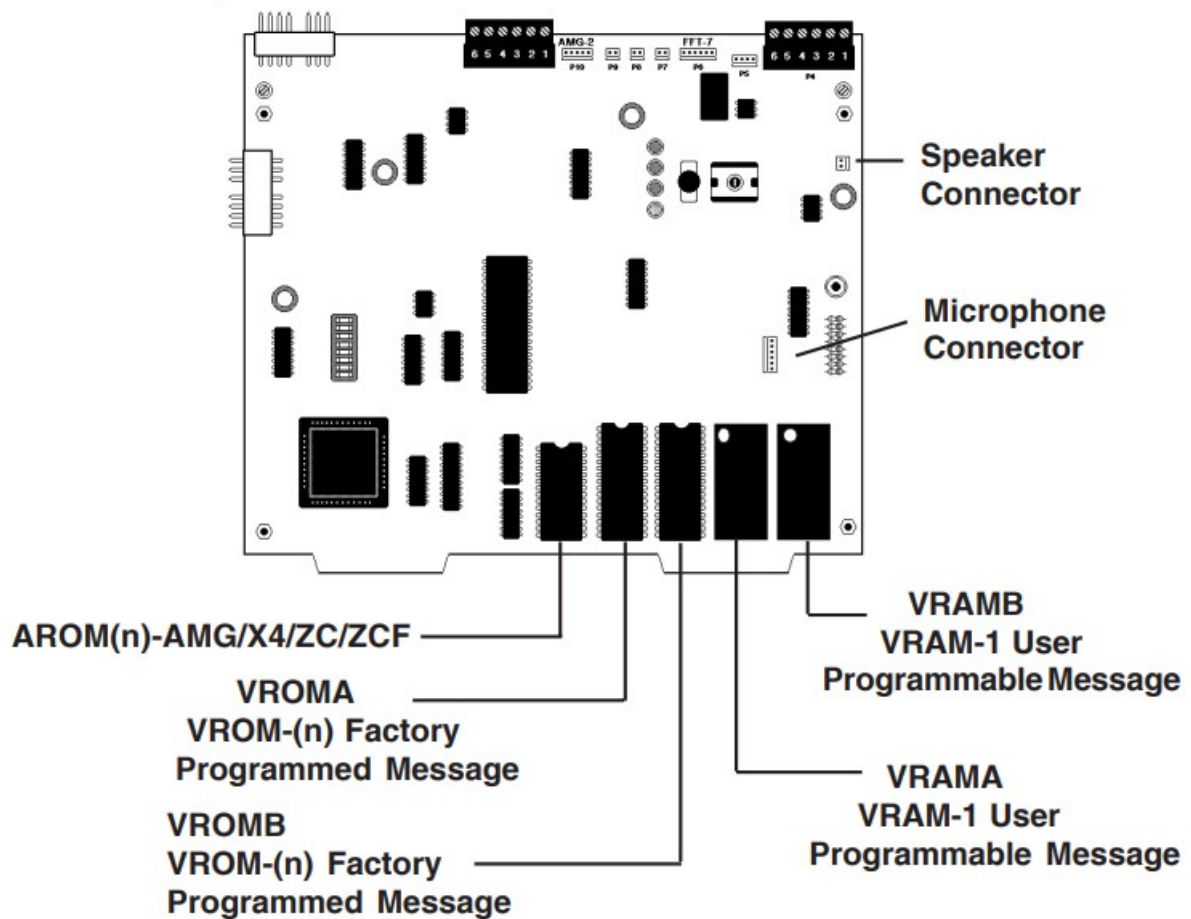 AMG-2
FFT-7
6 5 4 3 2 1
P10
P9
P8
P7
P6
P5
6 5 4 3 2 1
P4
Speaker
Connector
Microphone
Connector
AROM(n)-AMG/X4/ZC/ZCF
VROMA
VROM-(n) Factory
Programmed Message
VROMB
VROM-(n) Factory
Programmed Message
VRAMB
VRAM-1 User
Programmable Message
VRAMA
VRAM-1 User
Programmable Message